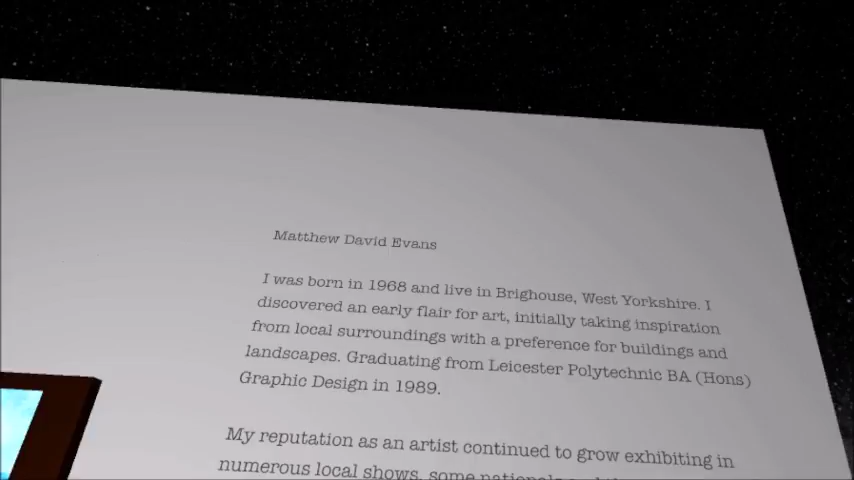 Matthew David Evans
I was born in 1968 and live in Brighouse, West Yorkshire. I
discovered an early flair for art, initially taking inspiration
from local surroundings with a preference for buildings and
landscapes. Graduating from Leicester Polytechnic BA (Hons)
Graphic Design in 1989.
My reputation as an artist continued to grow exhibiting in
numerous local shows, some nationals